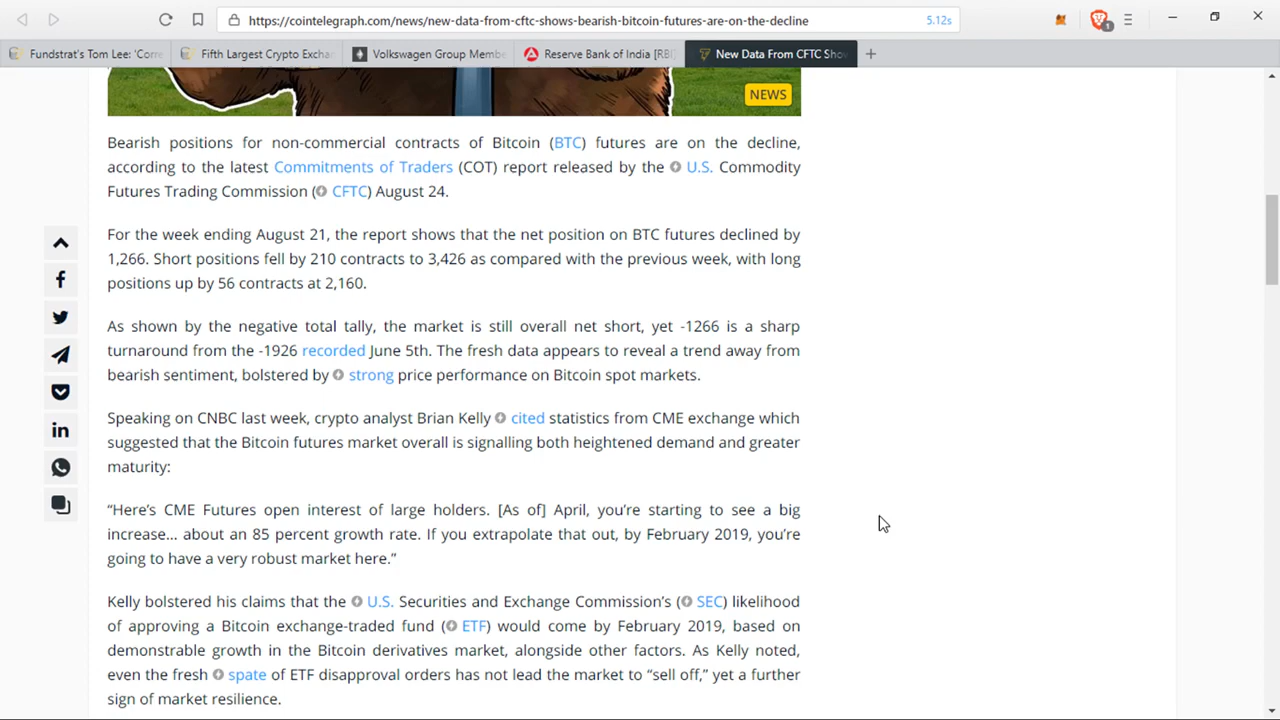 https://cointelegraph.com/news/new-data-from-cftc-shows-bearish-bitcoin-futures-are-on-the-decline
5.12s
1
Fundstrat's Tom Lee: 'Corre
Fifth Largest Crypto Excha
Volkswagen Group Membe
Reserve Bank of India [RBI]
New Data From CFTC Sho
NEWS
Bearish positions for non-commercial contracts of Bitcoin (BTC) futures are on the decline,
according to the latest Commitments of Traders (COT) report released by the U.S. Commodity
Futures Trading Commission (CFTC) August 24.
For the week ending August 21, the report shows that the net position on BTC futures declined by
1,266. Short positions fell by 210 contracts to 3,426 as compared with the previous week, with long
positions up by 56 contracts at 2,160.
As shown by the negative total tally, the market is still overall net short, yet -1266 is a sharp
turnaround from the -1926 recorded June 5th. The fresh data appears to reveal a trend away from
bearish sentiment, bolstered by strong price performance on Bitcoin spot markets.
Speaking on CNBC last week, crypto analyst Brian Kelly cited statistics from CME exchange which
suggested that the Bitcoin futures market overall is signalling both heightened demand and greater
maturity:
“Here’s CME Futures open interest of large holders. [As of] April, you’re starting to see a big
increase… about an 85 percent growth rate. If you extrapolate that out, by February 2019, you’re
going to have a very robust market here.”
Kelly bolstered his claims that the U.S. Securities and Exchange Commission’s (SEC) likelihood
of approving a Bitcoin exchange-traded fund (ETF) would come by February 2019, based on
demonstrable growth in the Bitcoin derivatives market, alongside other factors. As Kelly noted,
even the fresh spate of ETF disapproval orders has not lead the market to “sell off,” yet a further
sign of market resilience.